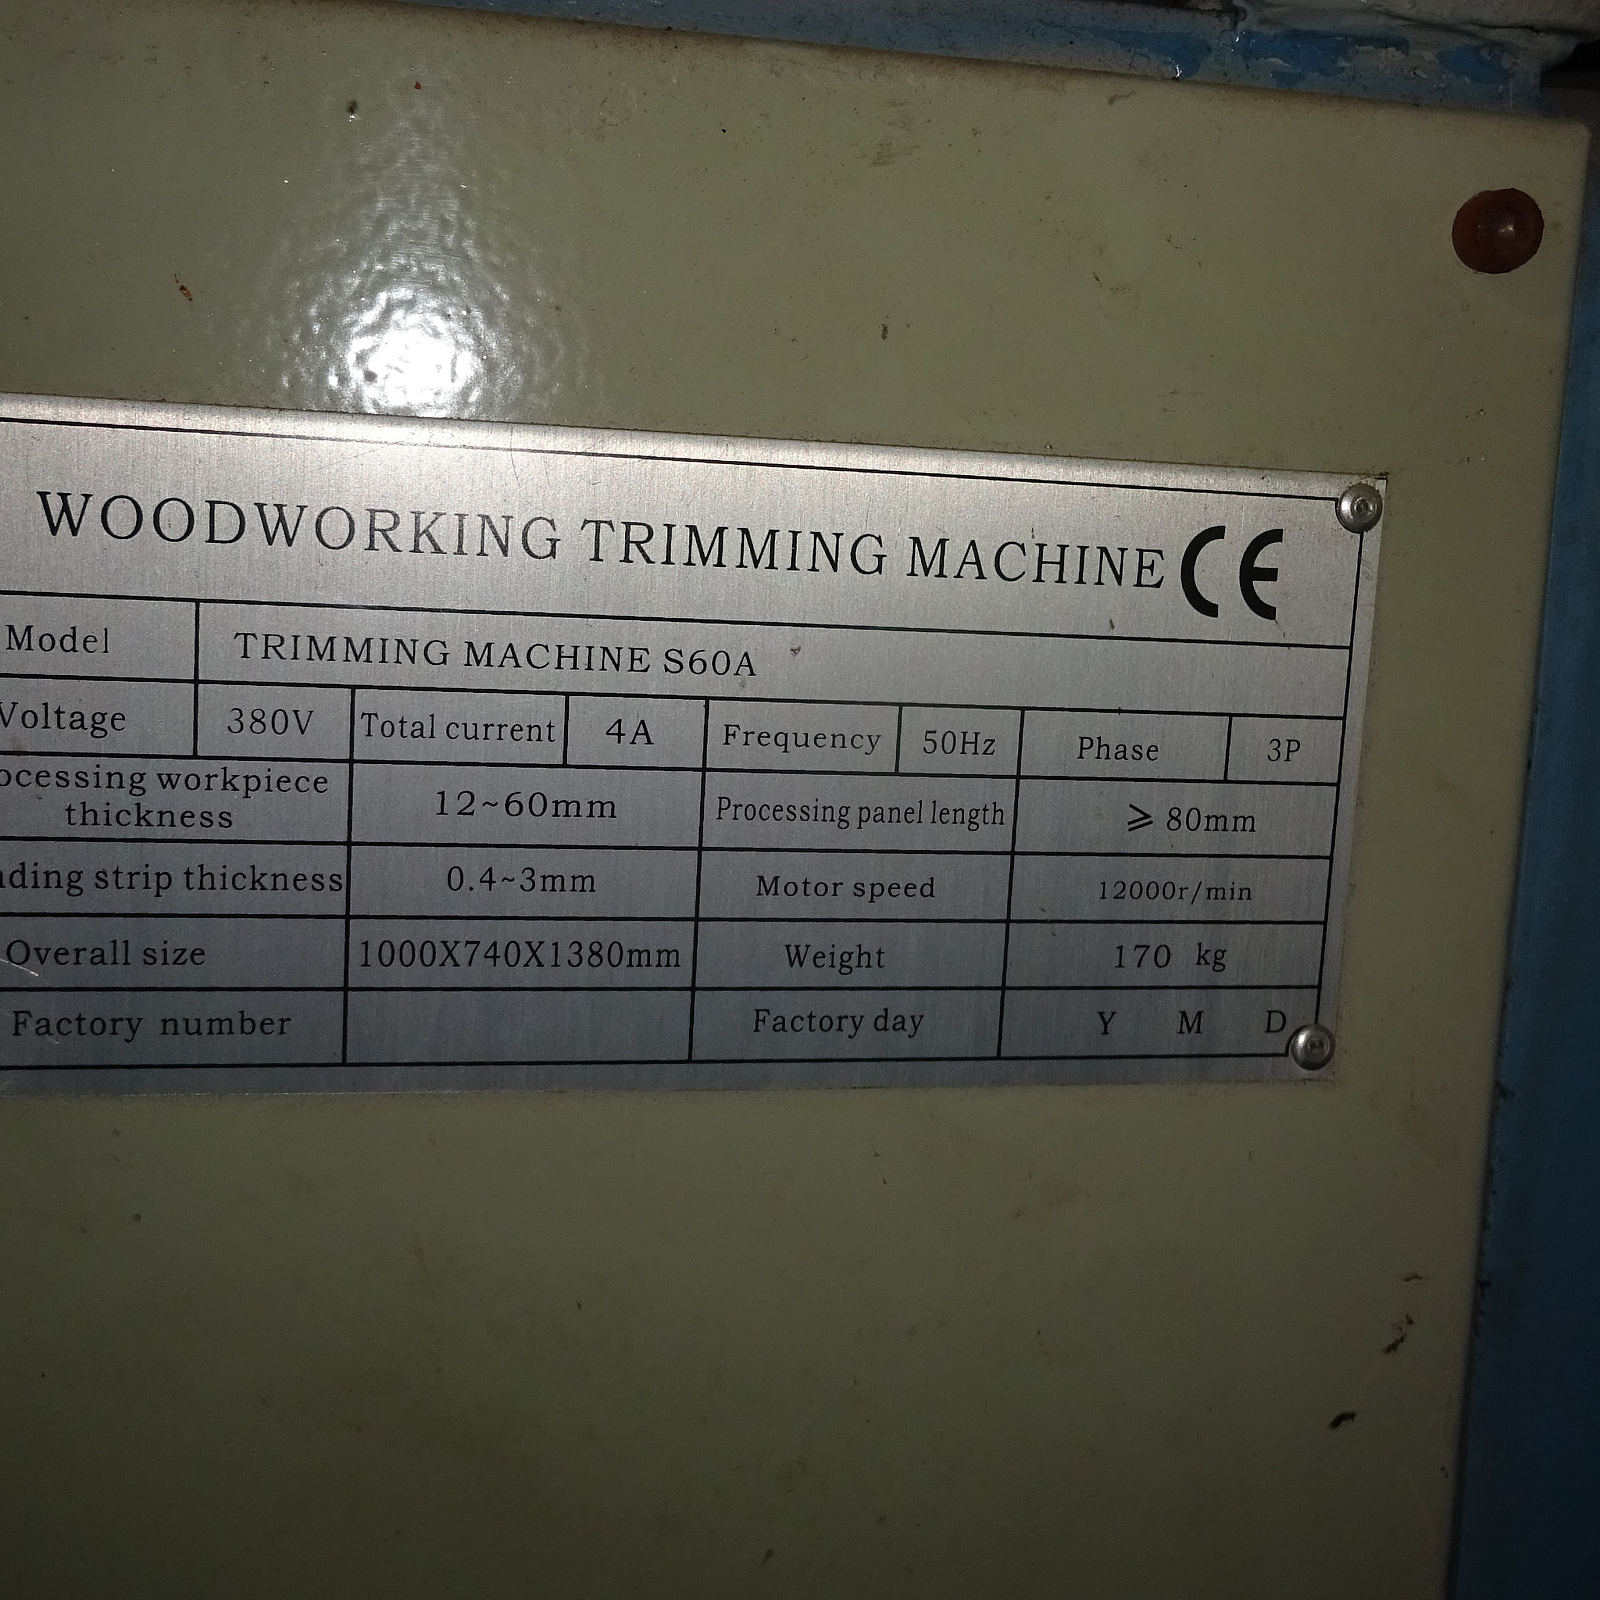 WOODWORKING TRIMMING MACHINE CE
Model TRIMMING MACHINE S60A
Voltage 380V Total current 4A Frequency 50Hz Phase 3P
ocessing workpiece
thickness 12~60mm Processing panel length ⩾ 80mm
ding strip thickness 0.4~3mm Motor speed 12000r/min
Overall size 1000X740X1380mm Weight 170 kg
Factory number Factory day Y M D